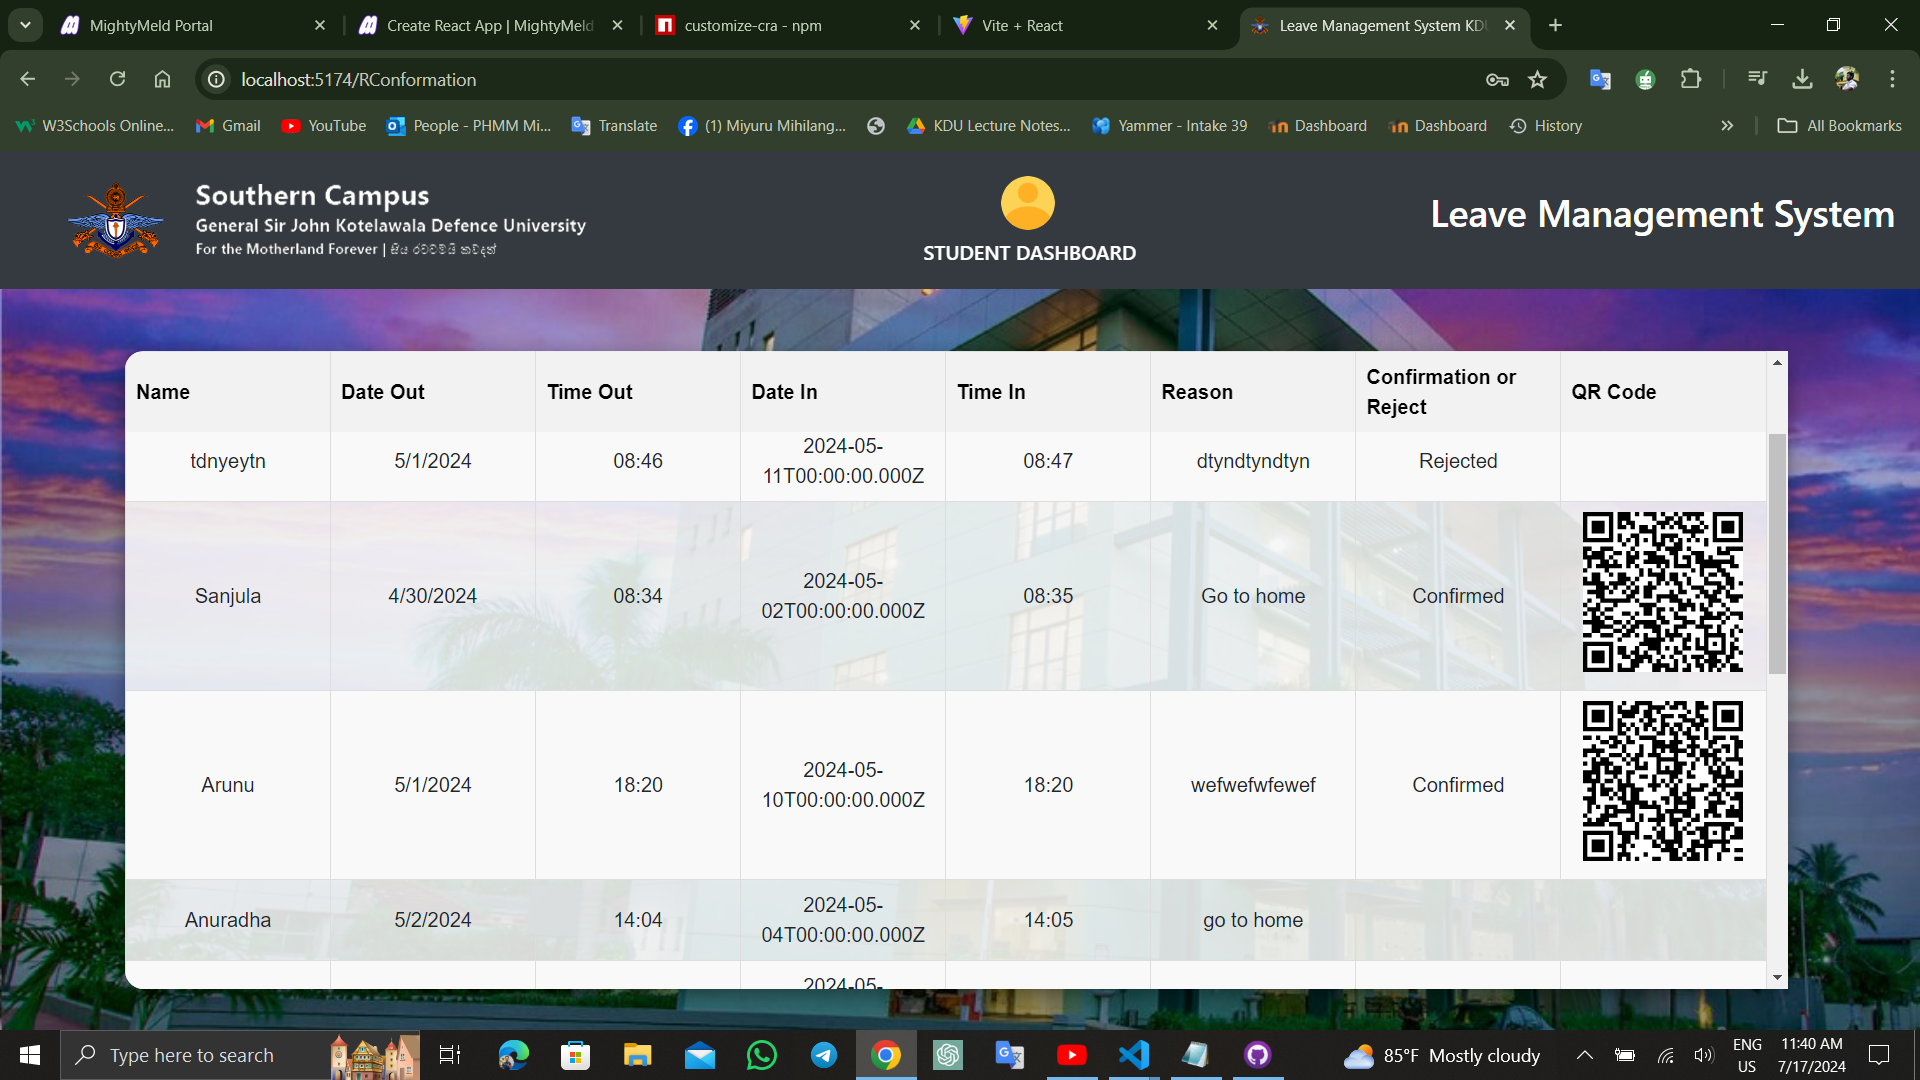 MightyMeld Portal
Create React App | MightyMeld
customize-cra - npm
Vite + React
Leave Management System KDU
localhost:5174/RConformation
W3Schools Online...
Gmail
YouTube
People - PHMM Mi...
Translate
(1) Miyuru Mihilang...
KDU Lecture Notes...
Yammer - Intake 39
Dashboard
Dashboard
History
All Bookmarks
Southern Campus
General Sir John Kotelawala Defence University
For the Motherland Forever |
STUDENT DASHBOARD
Leave Management System
Name Date Out Time Out Date In Time In Reason Confirmation or Reject QR Code
tdnyeytn 5/1/2024 08:46 2024-05-11T00:00:00.000Z 08:47 dtyndtyndtyn Rejected
Sanjula 4/30/2024 08:34 2024-05-02T00:00:00.000Z 08:35 Go to home Confirmed
Arunu 5/1/2024 18:20 2024-05-10T00:00:00.000Z 18:20 wefwefwfewef Confirmed
Anuradha 5/2/2024 14:04 2024-05-04T00:00:00.000Z 14:05 go to home
2024-05-
Type here to search
85°F Mostly cloudy
ENG
US
11:40 AM
7/17/2024